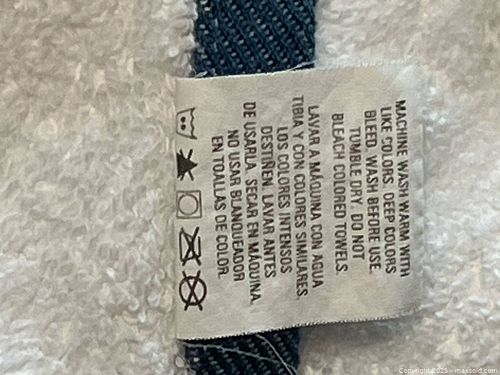 MACHINE WASH WARM WITH
LIKE COLORS. DEEP COLORS
BLEED. WASH BEFORE USE.
TUMBLE DRY. DO NOT
BLEACH COLORED TOWELS.
LAVAR A MÁQUINA CON AGUA
TIBIA Y CON COLORES SIMILARES.
LOS COLORES INTENSOS
DESTIÑEN. LAVAR ANTES
DE USARLA. SECAR EN MÁQUINA.
NO USAR BLANQUEADOR
EN TOALLAS DE COLOR.
Copyright 2025 - maxsold.com